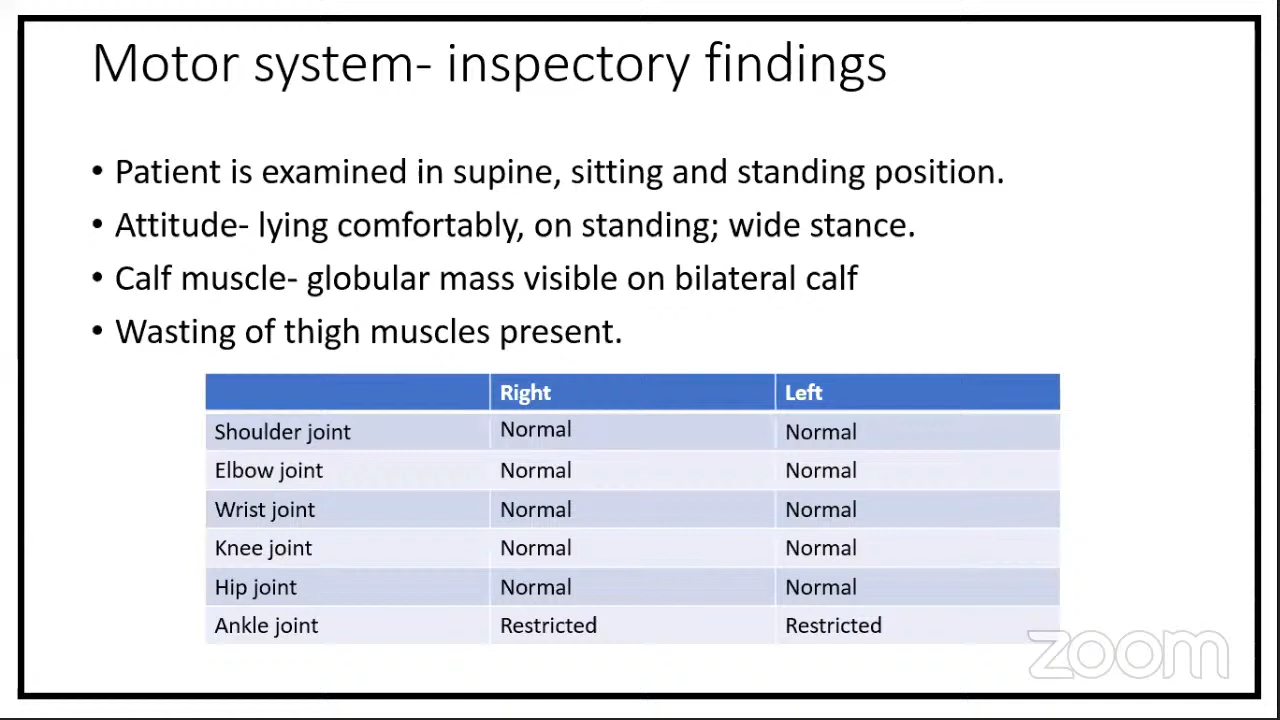 Motor system- inspectory findings
• Patient is examined in supine, sitting and standing position.
• Attitude- lying comfortably, on standing; wide stance.
• Calf muscle- globular mass visible on bilateral calf
• Wasting of thigh muscles present.
Right Left
Shoulder joint Normal Normal
Elbow joint Normal Normal
Wrist joint Normal Normal
Knee joint Normal Normal
Hip joint Normal Normal
Ankle joint Restricted Restricted
zoom